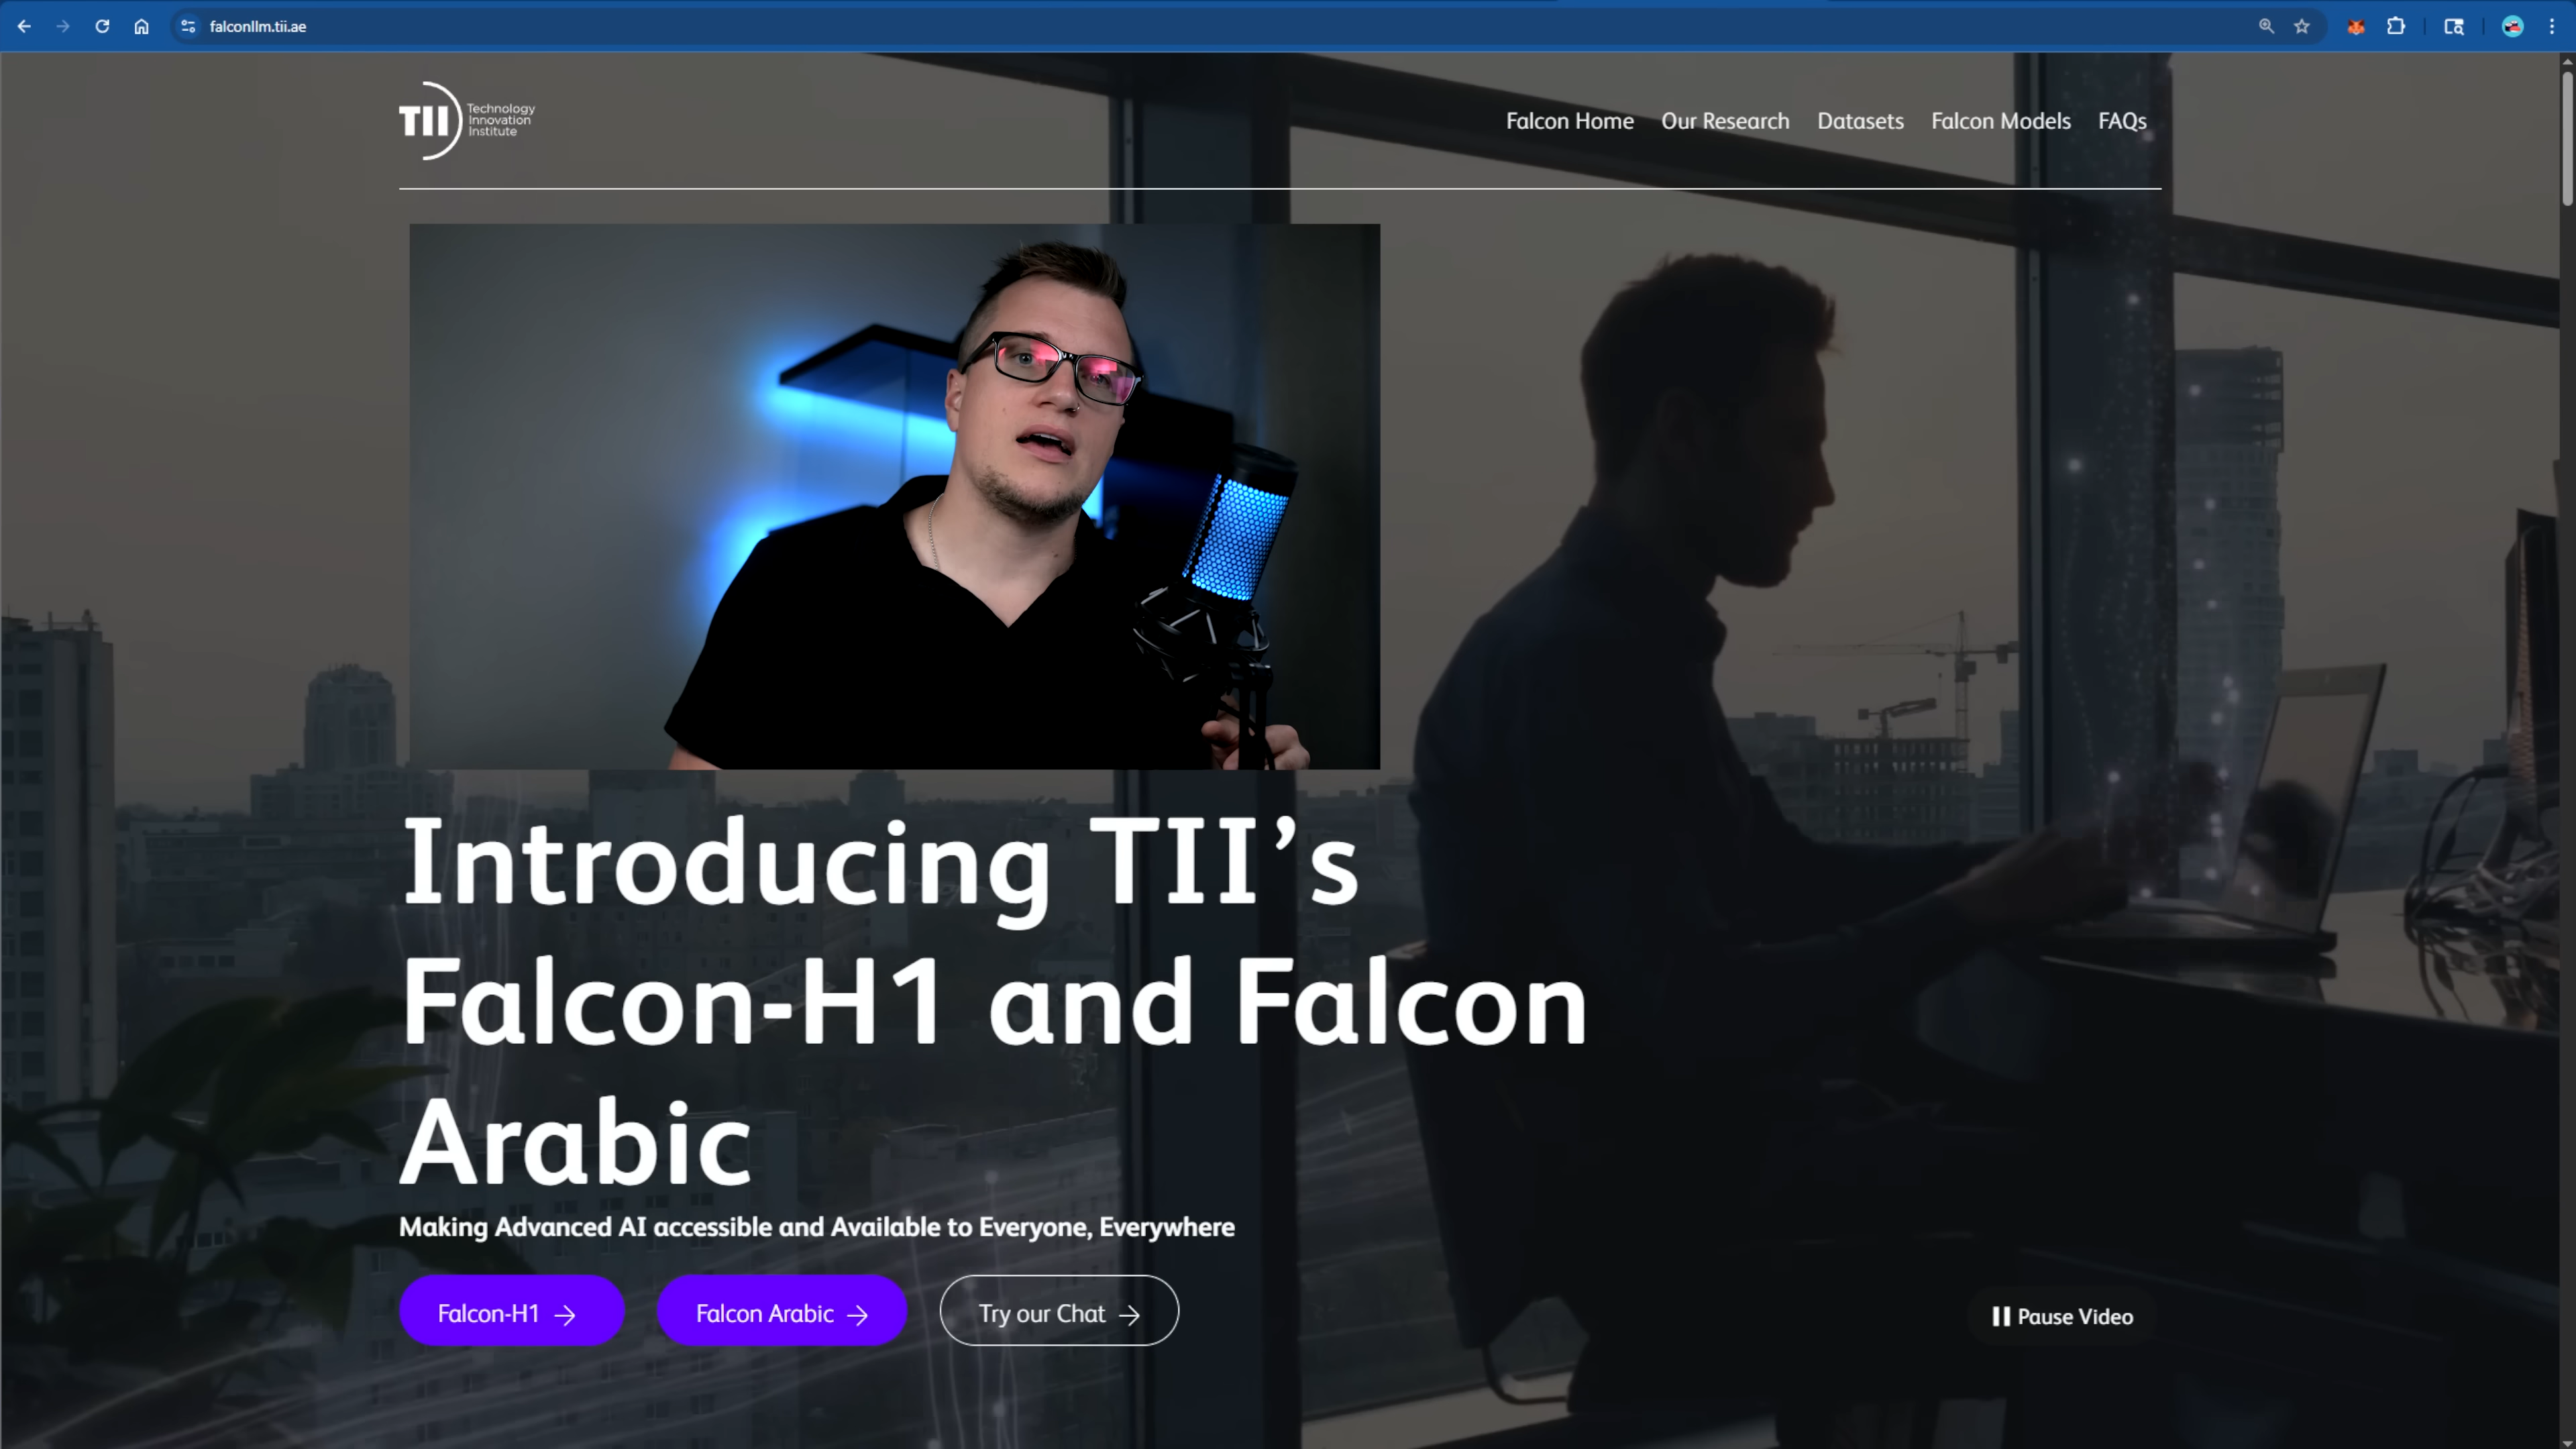 falconllm.tii.ae
TII
Technology
Innovation
Institute
Falcon Home
Our Research
Datasets
Falcon Models
FAQs
Introducing TII’s
Falcon-H1 and Falcon
Arabic
Making Advanced AI accessible and Available to Everyone, Everywhere
Falcon-H1 →
Falcon Arabic →
Try our Chat →
Pause Video